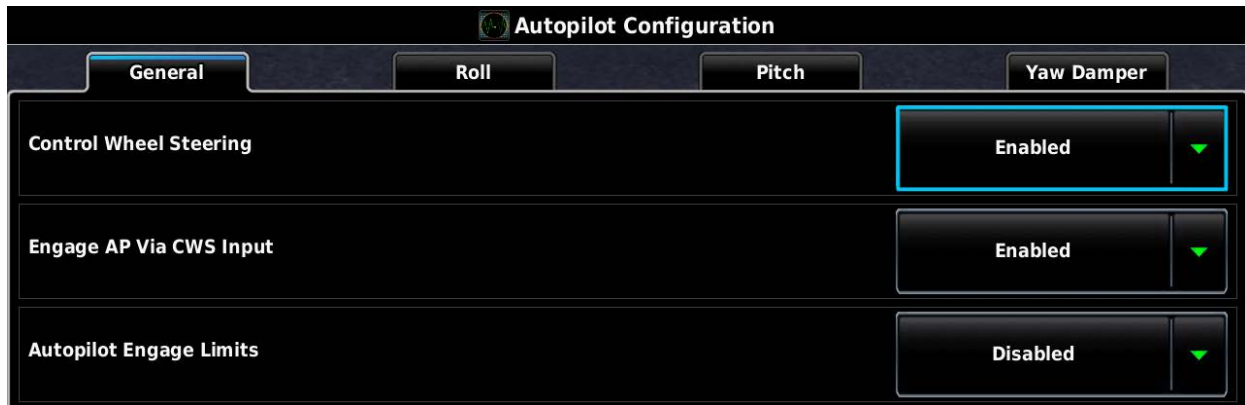 Autopilot Configuration
General Roll Pitch Yaw Damper
Control Wheel Steering Enabled
Engage AP Via CWS Input Enabled
Autopilot Engage Limits Disabled